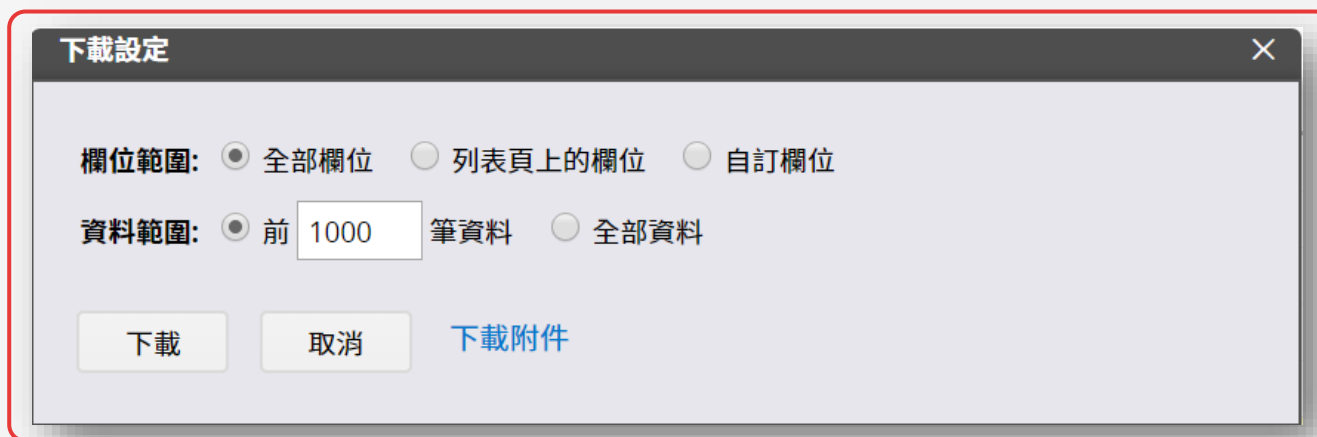 下載設定
欄位範圍: 全部欄位 列表頁上的欄位 自訂欄位
資料範圍: 前 1000 筆資料 全部資料
下載 取消 下載附件